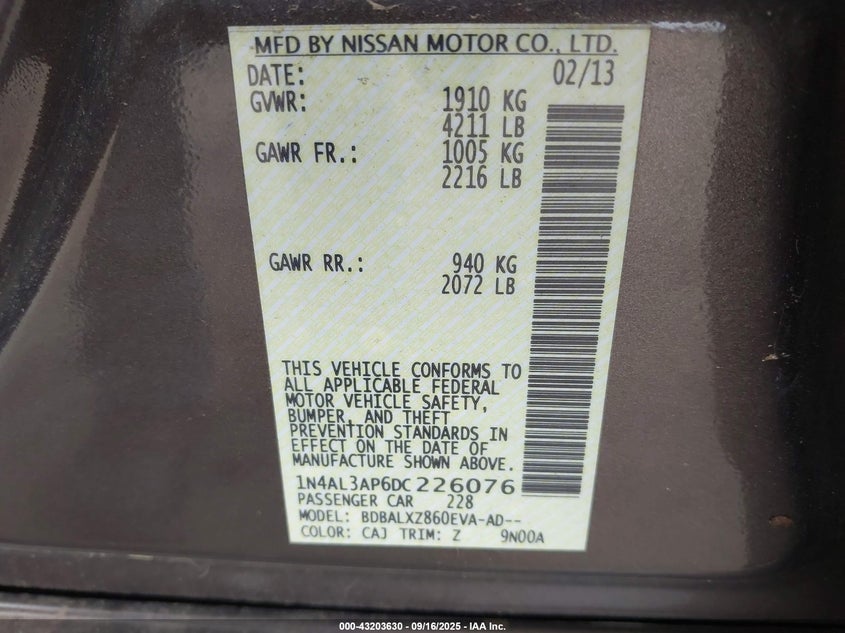 MFD BY NISSAN MOTOR CO., LTD.
DATE: 02/13
GVWR: 1910 KG
4211 LB
GAWR FR.: 1005 KG
2216 LB
GAWR RR.: 940 KG
2072 LB
THIS VEHICLE CONFORMS TO
ALL APPLICABLE FEDERAL
MOTOR VEHICLE SAFETY,
BUMPER, AND THEFT
PREVENTION STANDARDS IN
EFFECT ON THE DATE OF
MANUFACTURE SHOWN ABOVE.
1N4AL3AP6DC226076
PASSENGER CAR 228
MODEL: BDBALXZ860EVA-AD--
COLOR: CAJ TRIM: Z 9N00A
000-43203630 - 09/16/2025 - IAA Inc.